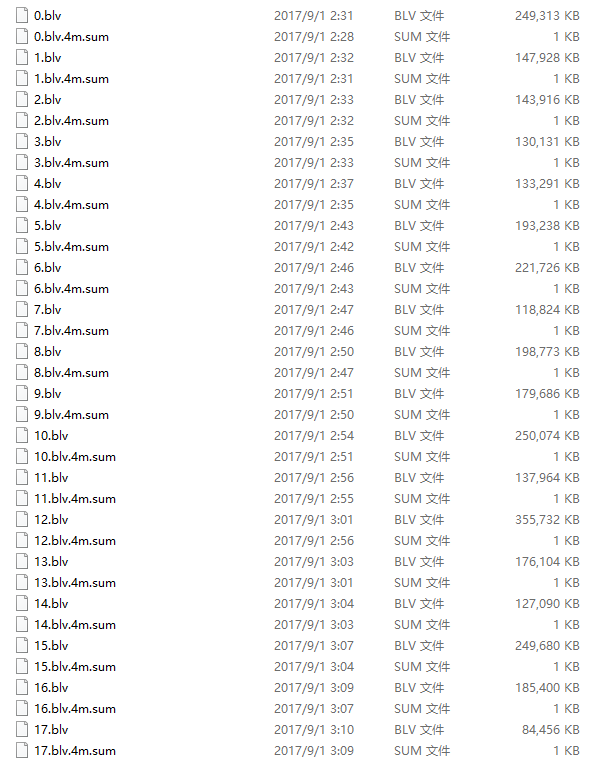 0.blv 2017/9/1 2:31 BLV 文件 249,313 KB
0.blv.4m.sum 2017/9/1 2:28 SUM 文件 1 KB
1.blv 2017/9/1 2:32 BLV 文件 147,928 KB
1.blv.4m.sum 2017/9/1 2:31 SUM 文件 1 KB
2.blv 2017/9/1 2:33 BLV 文件 143,916 KB
2.blv.4m.sum 2017/9/1 2:32 SUM 文件 1 KB
3.blv 2017/9/1 2:35 BLV 文件 130,131 KB
3.blv.4m.sum 2017/9/1 2:33 SUM 文件 1 KB
4.blv 2017/9/1 2:37 BLV 文件 133,291 KB
4.blv.4m.sum 2017/9/1 2:35 SUM 文件 1 KB
5.blv 2017/9/1 2:43 BLV 文件 193,238 KB
5.blv.4m.sum 2017/9/1 2:42 SUM 文件 1 KB
6.blv 2017/9/1 2:46 BLV 文件 221,726 KB
6.blv.4m.sum 2017/9/1 2:43 SUM 文件 1 KB
7.blv 2017/9/1 2:47 BLV 文件 118,824 KB
7.blv.4m.sum 2017/9/1 2:46 SUM 文件 1 KB
8.blv 2017/9/1 2:50 BLV 文件 198,773 KB
8.blv.4m.sum 2017/9/1 2:47 SUM 文件 1 KB
9.blv 2017/9/1 2:51 BLV 文件 179,686 KB
9.blv.4m.sum 2017/9/1 2:50 SUM 文件 1 KB
10.blv 2017/9/1 2:54 BLV 文件 250,074 KB
10.blv.4m.sum 2017/9/1 2:51 SUM 文件 1 KB
11.blv 2017/9/1 2:56 BLV 文件 137,964 KB
11.blv.4m.sum 2017/9/1 2:55 SUM 文件 1 KB
12.blv 2017/9/1 3:01 BLV 文件 355,732 KB
12.blv.4m.sum 2017/9/1 2:56 SUM 文件 1 KB
13.blv 2017/9/1 3:03 BLV 文件 176,104 KB
13.blv.4m.sum 2017/9/1 3:01 SUM 文件 1 KB
14.blv 2017/9/1 3:04 BLV 文件 127,090 KB
14.blv.4m.sum 2017/9/1 3:03 SUM 文件 1 KB
15.blv 2017/9/1 3:07 BLV 文件 249,680 KB
15.blv.4m.sum 2017/9/1 3:04 SUM 文件 1 KB
16.blv 2017/9/1 3:09 BLV 文件 185,400 KB
16.blv.4m.sum 2017/9/1 3:07 SUM 文件 1 KB
17.blv 2017/9/1 3:10 BLV 文件 84,456 KB
17.blv.4m.sum 2017/9/1 3:09 SUM 文件 1 KB